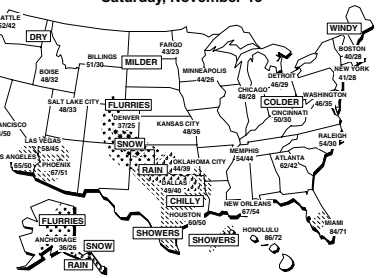 Saturday, November
ATTLE
52/42
DRY
BILLINGS
51/30
FARGO
43/23
MILDER
MINNEAPOLIS
44/26
WINDY
BOSTON
40/28
NEW YORK
41/28
DETROIT
46/29
CHICAGO
48/28
WASHINGTON
46/35
COLDER
CINCINNATI
50/30
BOISE
48/32
SALT LAKE CITY
48/33
FLURRIES
DENVER
37/25
KANSAS CITY
48/36
SNOW
ANCISCO
/50
LAS VEGAS
58/45
S ANGELES
65/50
PHOENIX
67/51
RAIN
OKLAHOMA CITY
44/39
MEMPHIS
54/44
ATLANTA
62/42
RALEIGH
54/30
DALLAS
49/40
CHILLY
HOUSTON
60/50
NEW ORLEANS
67/54
MIAMI
84/71
SHOWERS
SHOWERS
HONOLULU
86/72
FLURRIES
ANCHORAGE
36/26
SNOW
RAIN